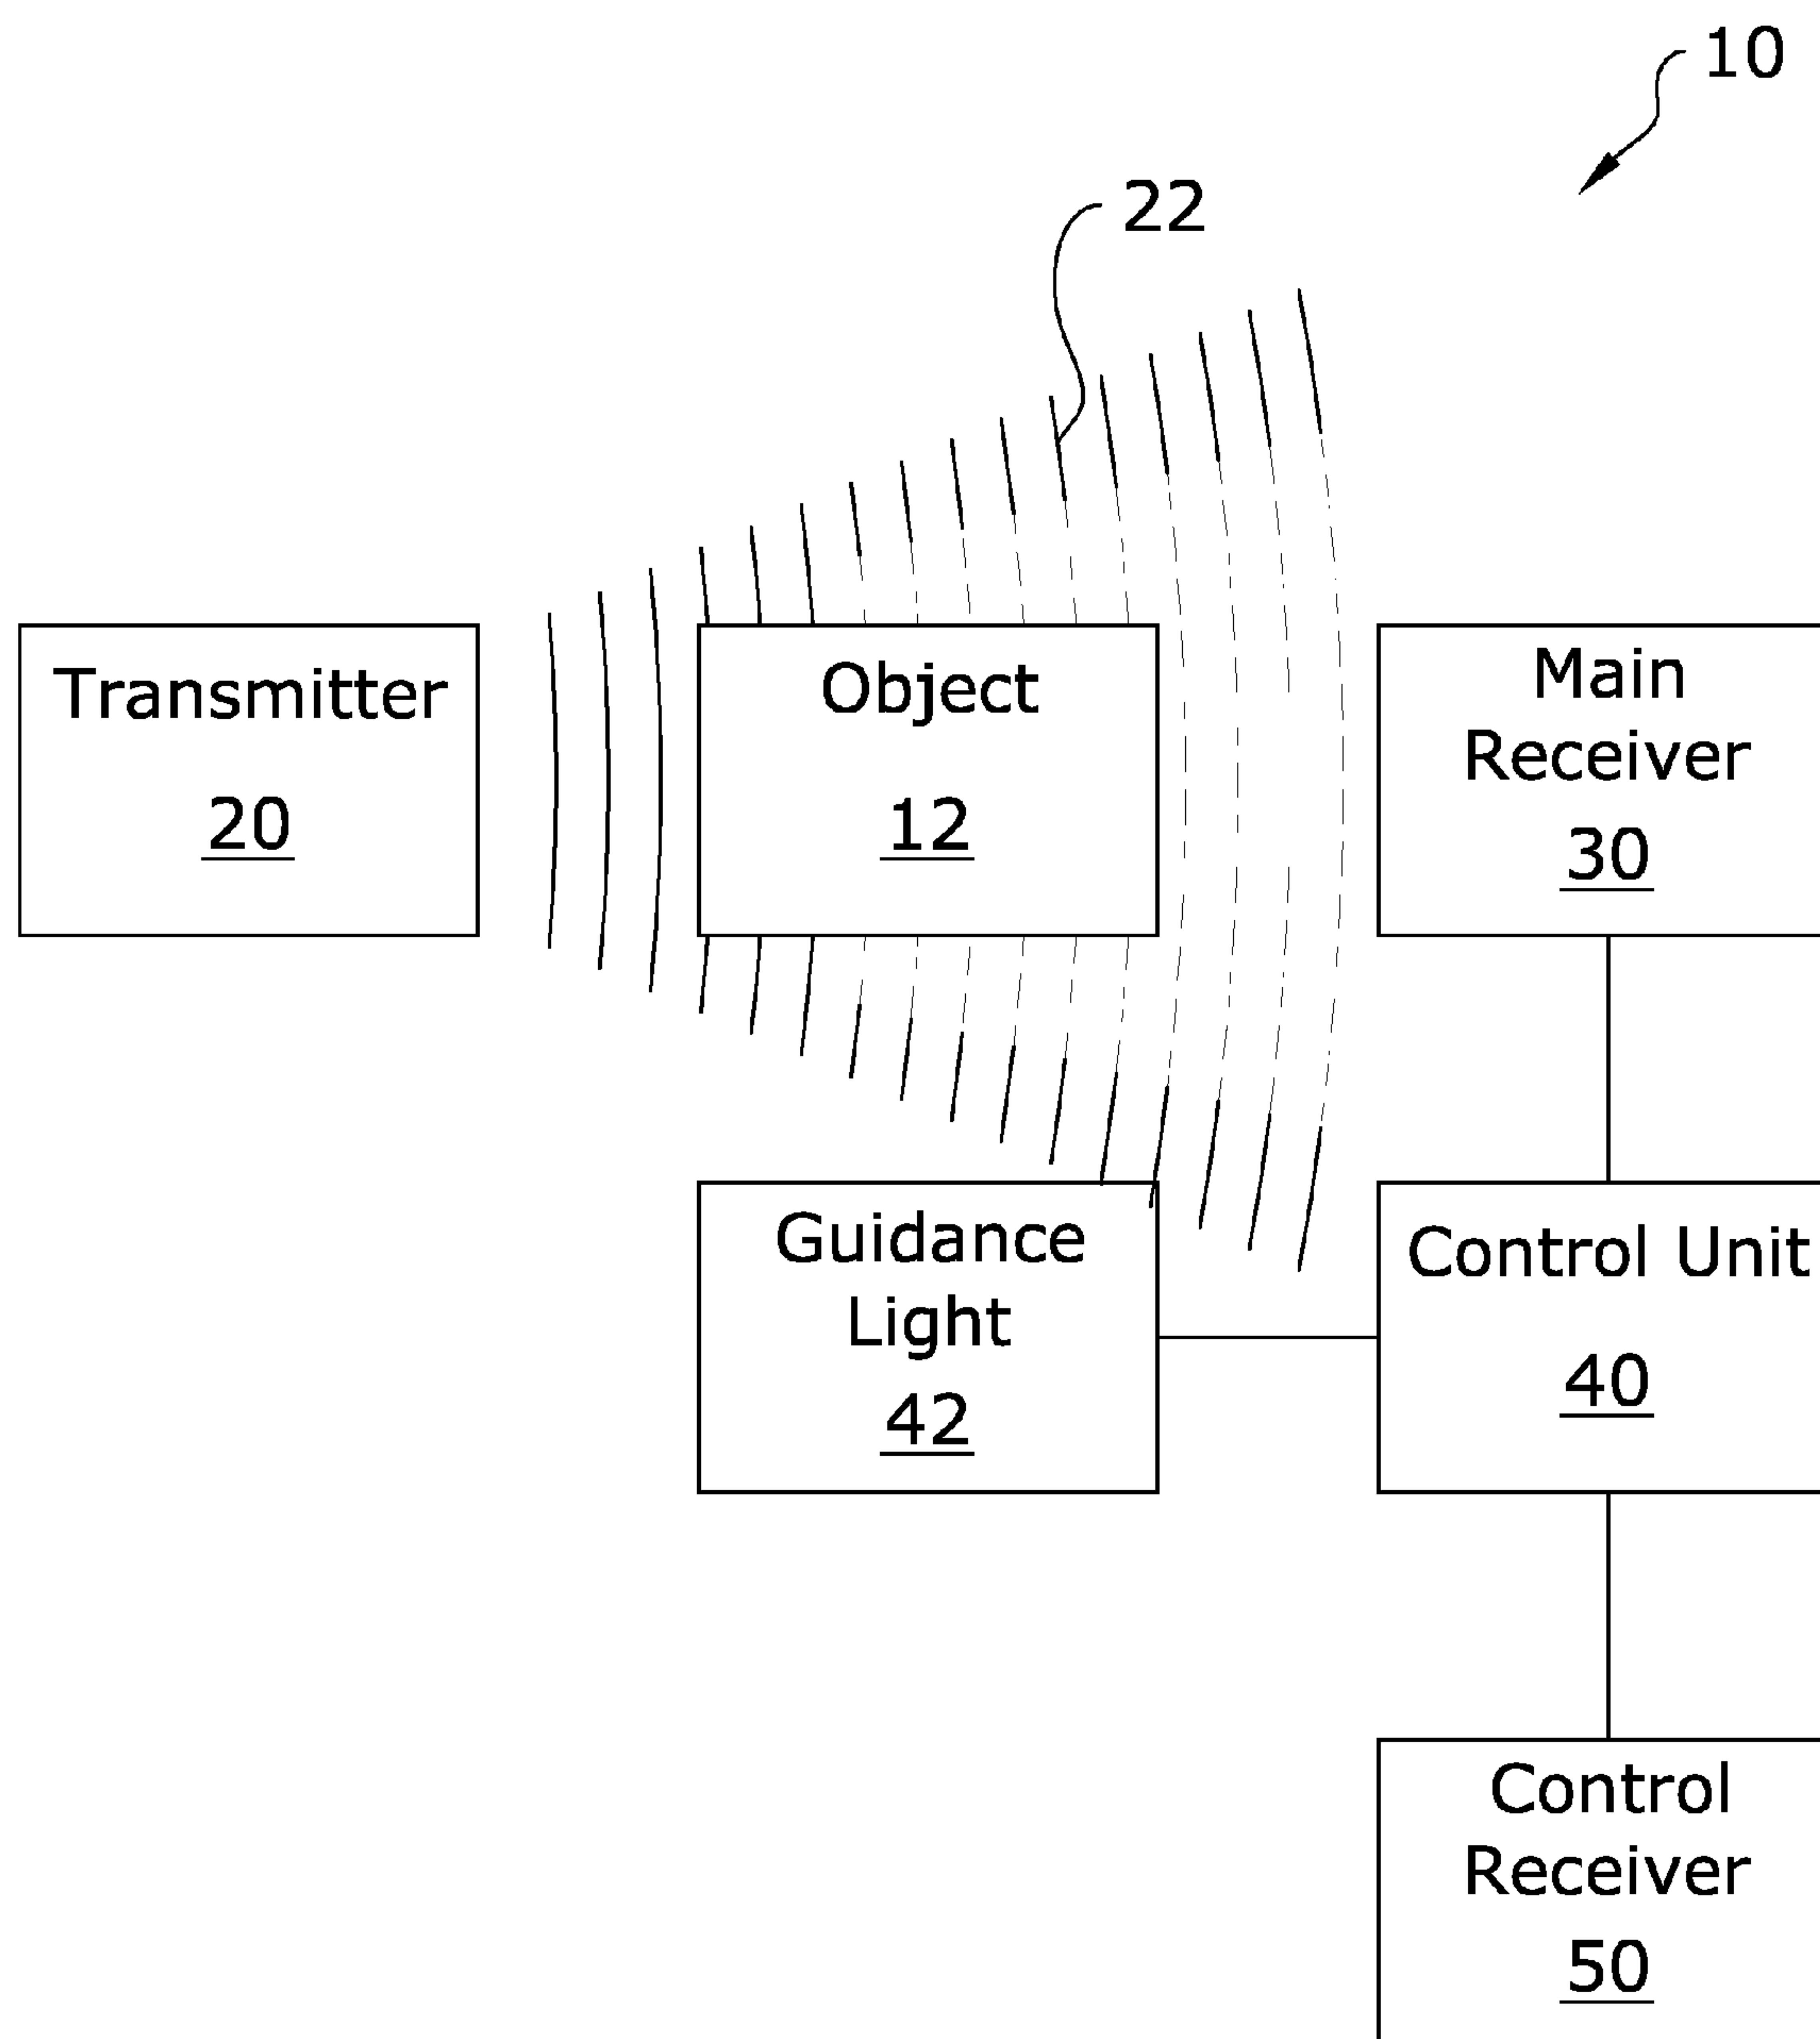 10
22
Transmitter
20
Object
12
Main
Receiver
30
Guidance
Light
42
Control Unit
40
Control
Receiver
50